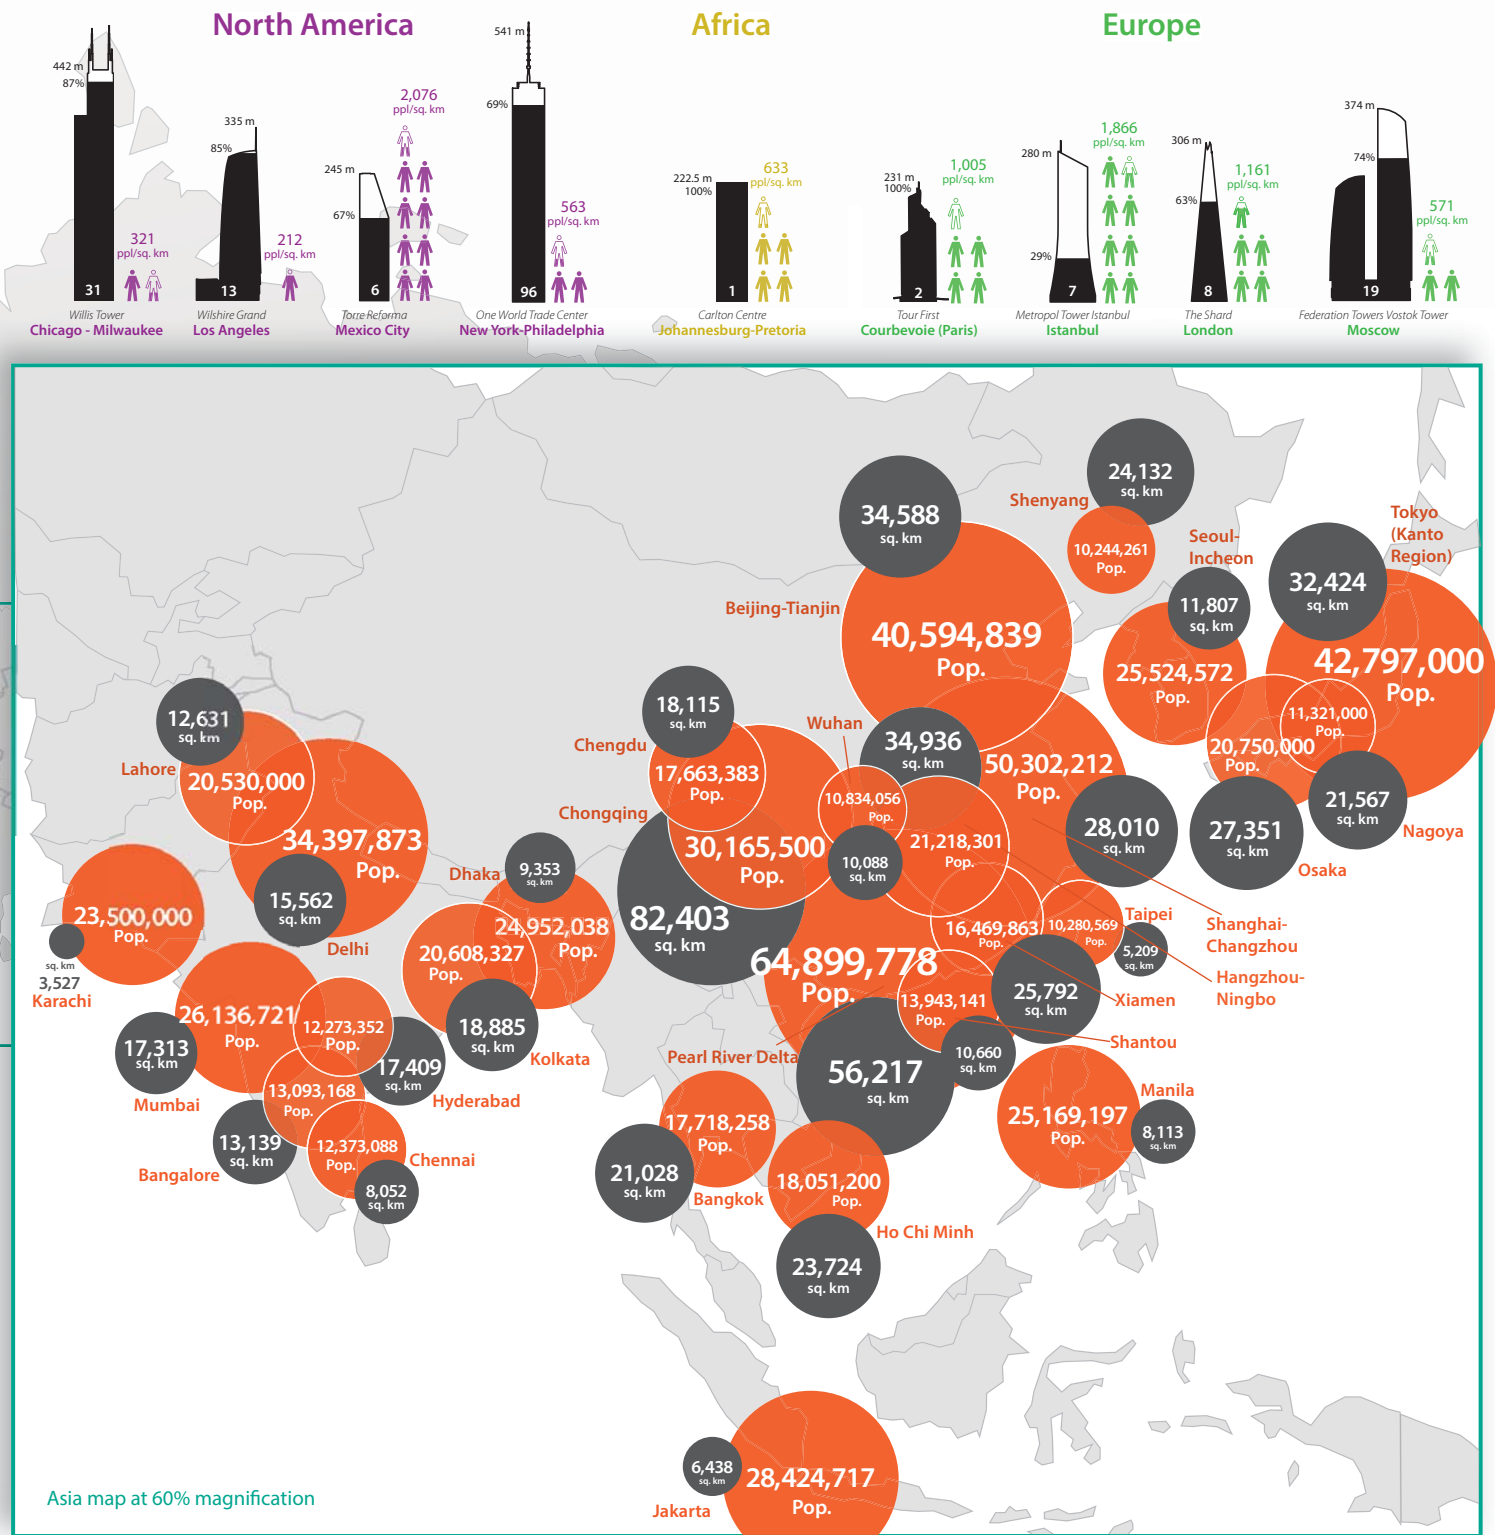 North America
Africa
Europe
442 m
87%
31
Willis Tower
Chicago - Milwaukee
321
ppl/sq. km
335 m
85%
13
Wilshire Grand
Los Angeles
212
ppl/sq. km
245 m
67%
6
Torre Reforma
Mexico City
2,076
ppl/sq. km
541 m
69%
96
One World Trade Center
New York-Philadelphia
563
ppl/sq. km
222.5 m
100%
1
Carlton Centre
Johannesburg-Pretoria
633
ppl/sq. km
231 m
100%
2
Tour First
Courbevoie (Paris)
1,005
ppl/sq. km
280 m
29%
7
Metropol Tower Istanbul
Istanbul
1,866
ppl/sq. km
306 m
63%
8
The Shard
London
1,161
ppl/sq. km
374 m
74%
19
Federation Towers Vostok Tower
Moscow
571
ppl/sq. km
24,132
sq. km
Shenyang
10,244,261
Pop.
34,588
sq. km
Beijing-Tianjin
40,594,839
Pop.
Seoul-
Incheon
11,807
sq. km
25,524,572
Pop.
Tokyo
(Kanto
Region)
32,424
sq. km
42,797,000
Pop.
11,321,000
Pop.
20,750,000
Pop.
21,567
sq. km
Nagoya
27,351
sq. km
Osaka
12,631
sq. km
Lahore
20,530,000
Pop.
34,397,873
Pop.
15,562
sq. km
Delhi
23,500,000
Pop.
sq. km
3,527
Karachi
18,115
sq. km
Chengdu
17,663,383
Pop.
Chongqing
30,165,500
Pop.
82,403
sq. km
Wuhan
10,834,056
Pop.
10,088
sq. km
34,936
sq. km
50,302,212
Pop.
28,010
sq. km
21,218,301
Pop.
Shanghai-
Changzhou
Hangzhou-
Ningbo
Dhaka
9,353
sq. km
24,952,038
Pop.
20,608,327
Pop.
18,885
sq. km
Kolkata
16,469,863
Pop.
10,280,569
Pop.
Taipei
5,209
sq. km
25,792
sq. km
Xiamen
64,899,778
Pop.
13,943,141
Pop.
Shantou
10,660
sq. km
Pearl River Delta
56,217
sq. km
26,136,721
Pop.
17,313
sq. km
Mumbai
12,273,352
Pop.
17,409
sq. km
Hyderabad
13,093,168
Pop.
13,139
sq. km
Bangalore
12,373,088
Pop.
Chennai
8,052
sq. km
17,718,258
Pop.
21,028
sq. km
Bangkok
18,051,200
Pop.
Ho Chi Minh
23,724
sq. km
25,169,197
Pop.
Manila
8,113
sq. km
6,438
sq. km
Jakarta
28,424,717
Pop.
Asia map at 60% magnification